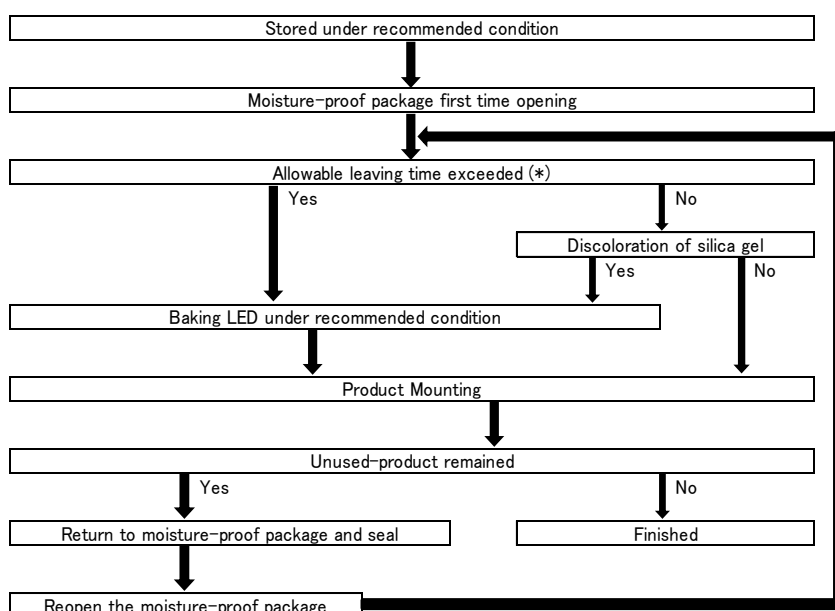 Stored under recommended condition
Moisture-proof package first time opening
Allowable leaving time exceeded (*)
Yes
No
Discoloration of silica gel
Yes
No
Baking LED under recommended condition
Product Mounting
Unused-product remained
Yes
No
Return to moisture-proof package and seal
Finished
Reopen the moisture-proof package